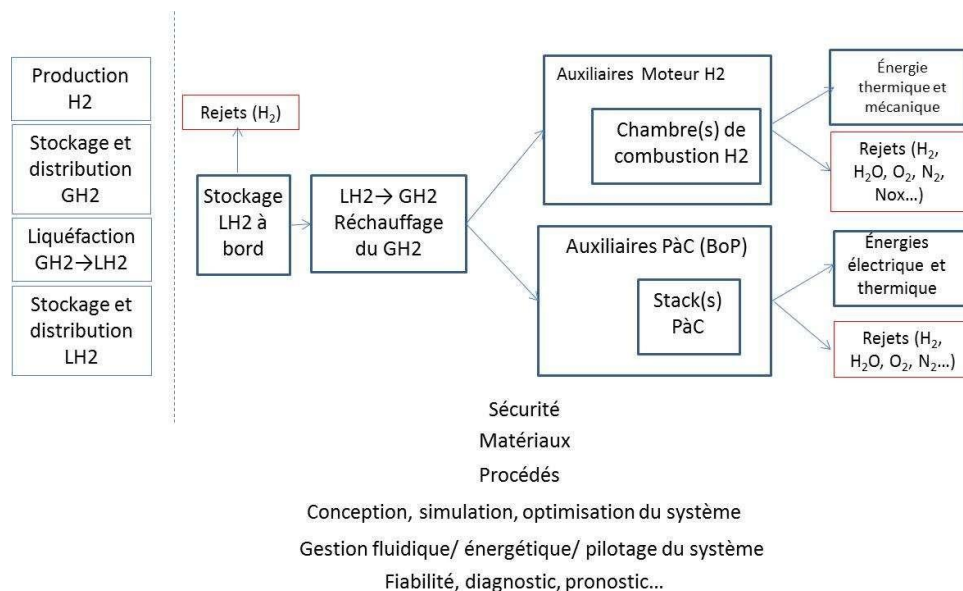 Production
H2
Stockage et
distribution
GH2
Liquéfaction
GH2→LH2
Stockage et
distribution
LH2
Rejets (H₂)
Stockage
LH2 à
bord
LH2→ GH2
Réchauffage
du GH2
Auxiliaires Moteur H2
Chambre(s) de
combustion H2
Énergie
thermique et
mécanique
Rejets (H₂,
H₂O, O₂, N₂,
Nox...)
Auxiliaires PàC (BoP)
Stack(s)
PàC
Énergies
électrique et
thermique
Rejets (H₂,
H₂O, O₂, N₂...)
Sécurité
Matériaux
Procédés
Conception, simulation, optimisation du système
Gestion fluidique/ énergétique/ pilotage du système
Fiabilité, diagnostic, pronostic...